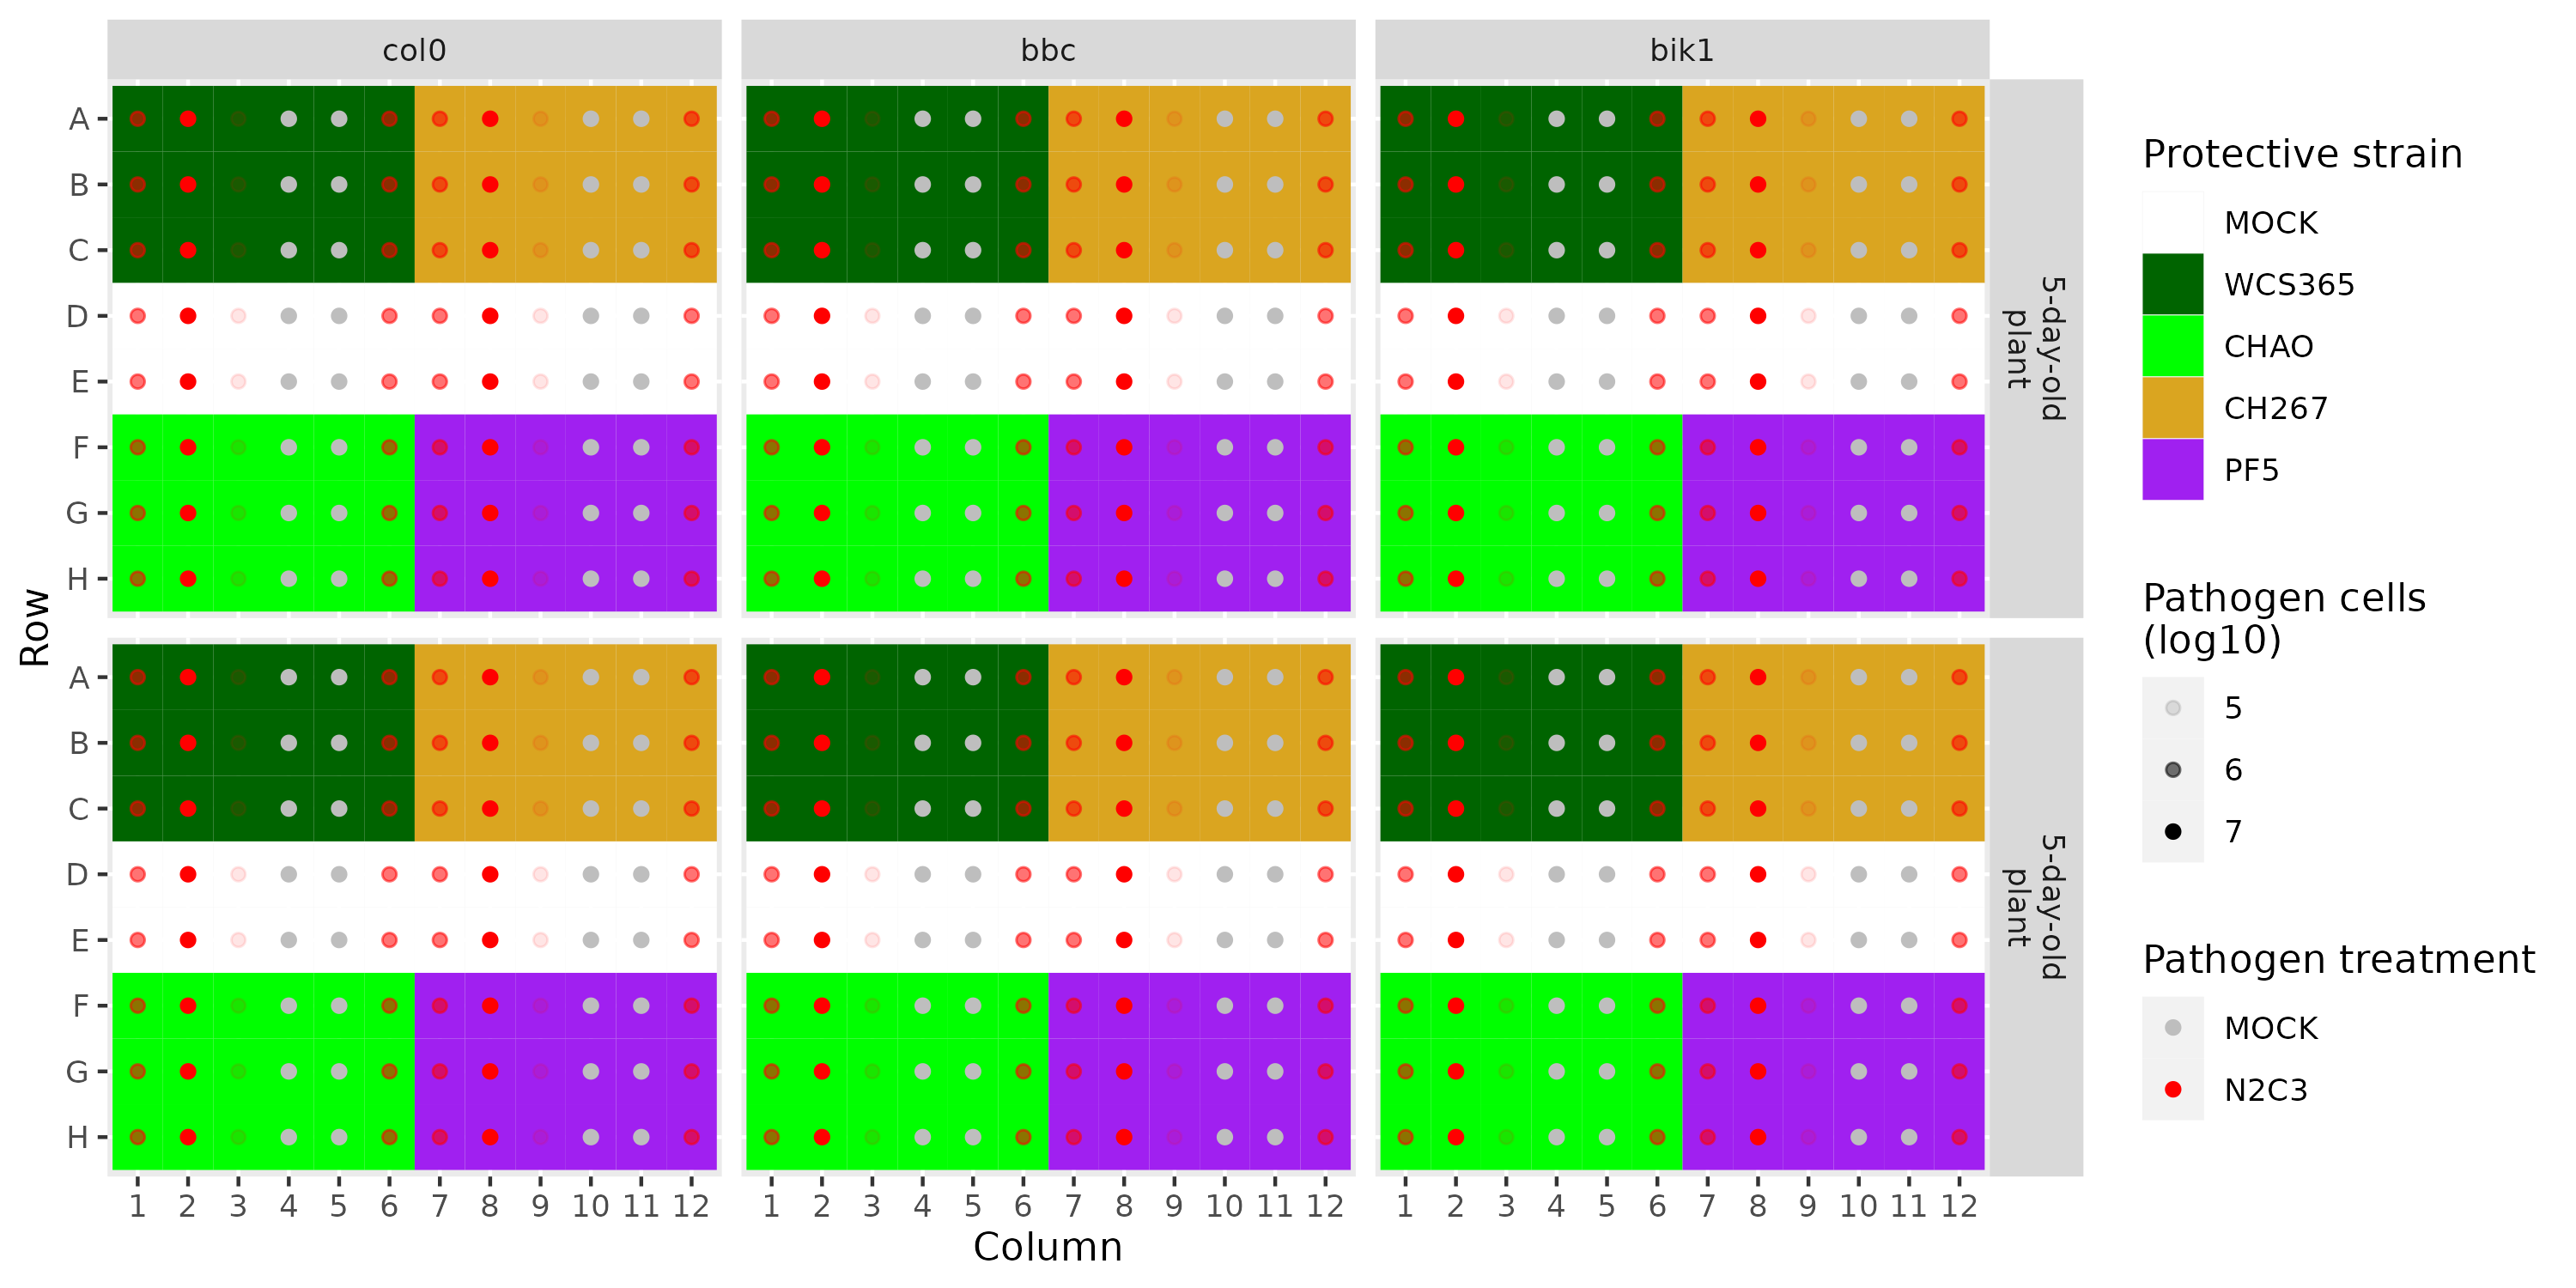 col0 bbc bik1
A
B
C
D
E
F
G
H
5-day-old
plant
A
B
C
D
E
F
G
H
5-day-old
plant
Row
1 2 3 4 5 6 7 8 9 10 11 12 1 2 3 4 5 6 7 8 9 10 11 12 1 2 3 4 5 6 7 8 9 10 11 12
Column
Protective strain
MOCK
WCS365
CHAO
CH267
PF5
Pathogen cells
(log10)
5
6
7
Pathogen treatment
MOCK
N2C3